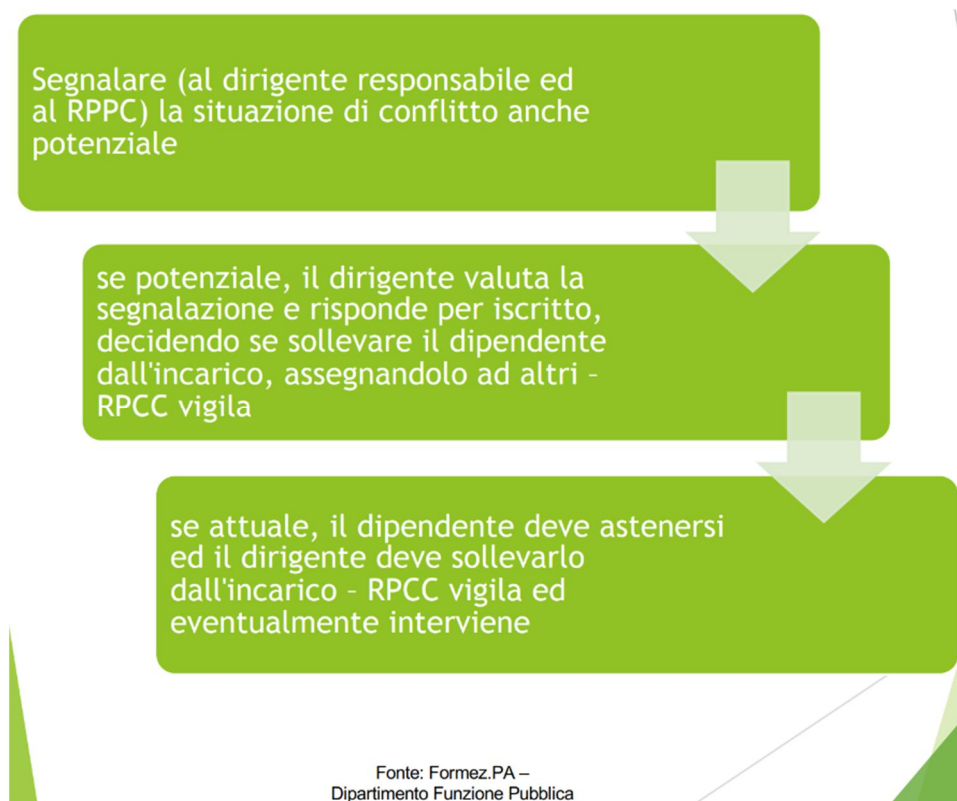 Segnalare (al dirigente responsabile ed
al RPPC) la situazione di conflitto anche
potenziale
se potenziale, il dirigente valuta la
segnalazione e risponde per iscritto,
decidendo se sollevare il dipendente
dall'incarico, assegnandolo ad altri –
RPCC vigila
se attuale, il dipendente deve astenersi
ed il dirigente deve sollevarlo
dall'incarico – RPCC vigila ed
eventualmente interviene
Fonte: Formez.PA –
Dipartimento Funzione Pubblica